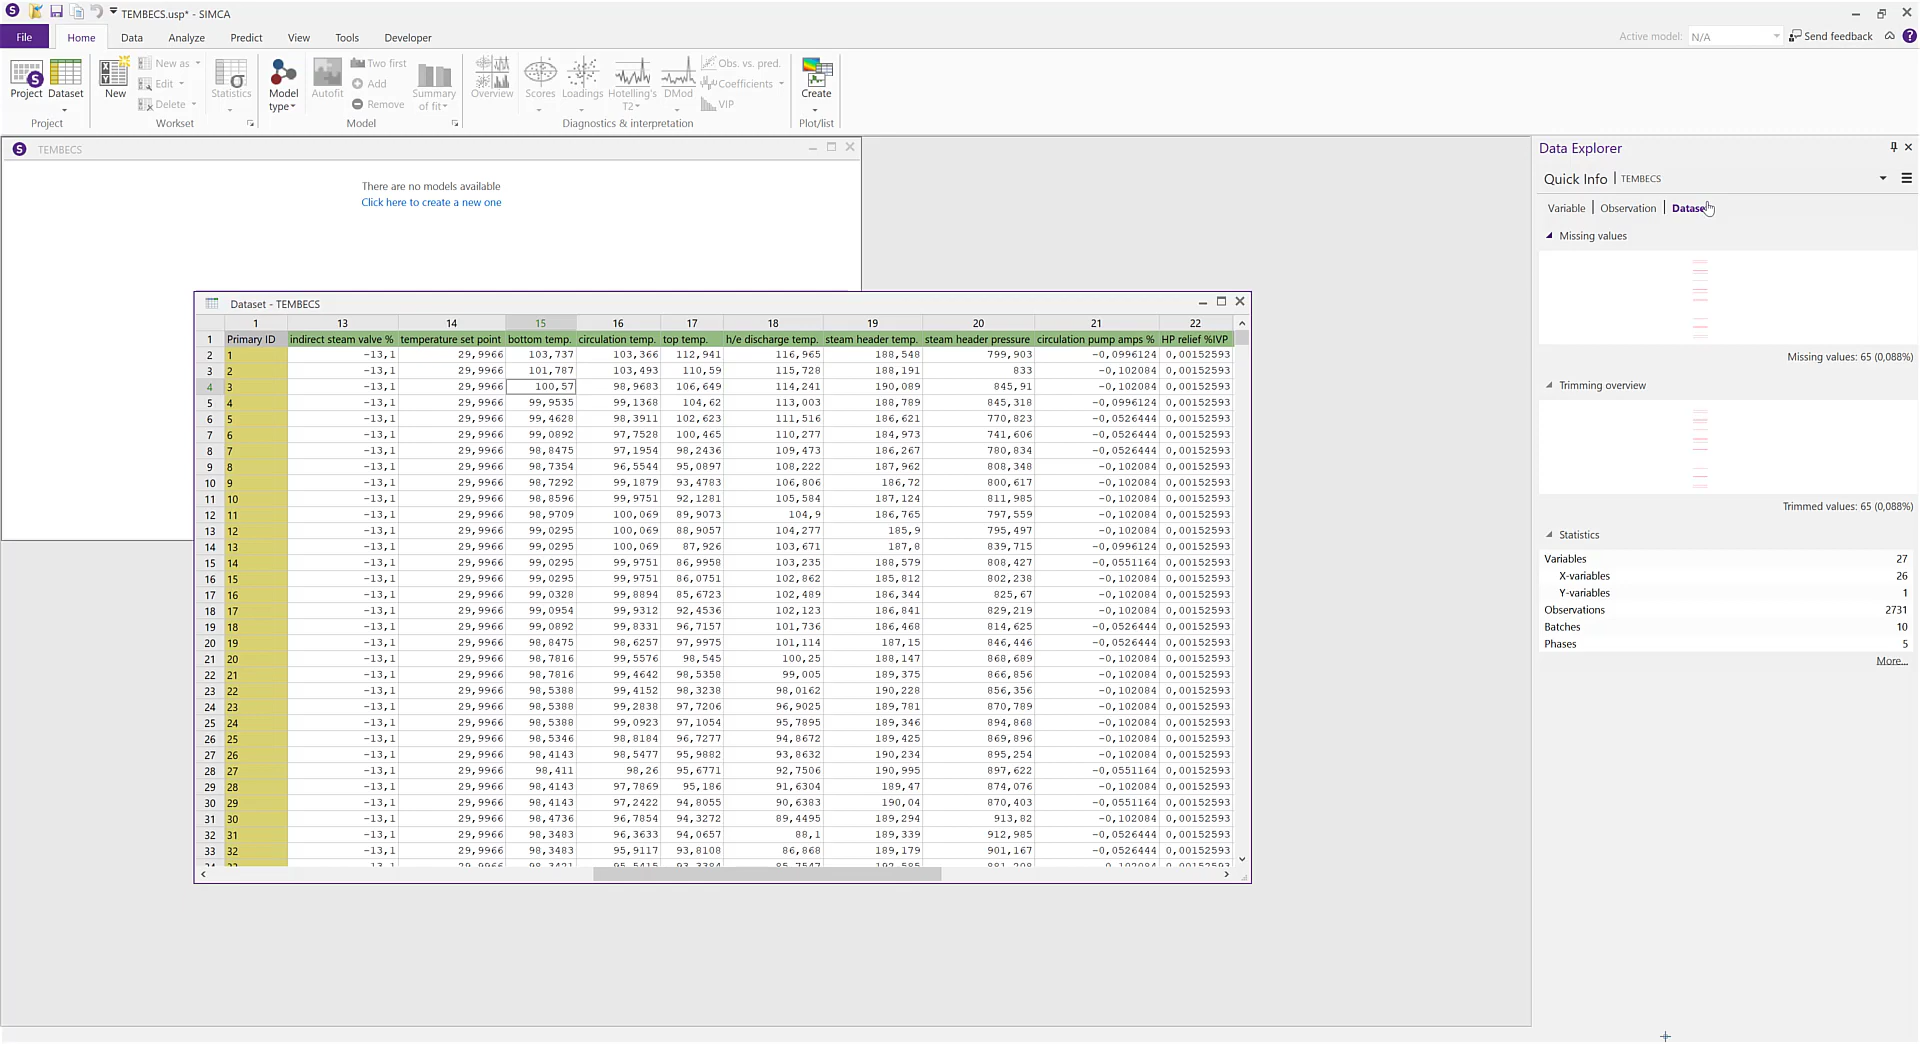 TEMBECS.usp* - SIMCA
File Home Data Analyze Predict View Tools Developer Active model: N/A Send feedback
Project Dataset New New as Edit Delete Statistics Model type Autofit Two first Add Remove Summary of fit Overview Scores Loadings Hotelling's T2 DMod Obs. vs. pred. Coefficients VIP Create
Project Workset Model Diagnostics & interpretation Plot/list
TEMBECS
There are no models available
Click here to create a new one
Dataset - TEMBECS
1 13 14 15 16 17 18 19 20 21 22
1 Primary ID indirect steam valve % temperature set point bottom temp. circulation temp. top temp. h/e discharge temp. steam header temp. steam header pressure circulation pump amps % HP relief %IVP
2 1 -13,1 29,9966 103,737 103,366 112,941 116,965 188,548 799,903 -0,0996124 0,00152593
3 2 -13,1 29,9966 101,787 103,493 110,59 115,728 188,191 833 -0,102084 0,00152593
4 3 -13,1 29,9966 100,57 98,9683 106,649 114,241 190,089 845,91 -0,102084 0,00152593
5 4 -13,1 29,9966 99,9535 99,1368 104,62 113,003 188,789 845,318 -0,0996124 0,00152593
6 5 -13,1 29,9966 99,4628 98,3911 102,623 111,516 186,621 770,823 -0,0526444 0,00152593
7 6 -13,1 29,9966 99,0892 97,7528 100,465 110,277 184,973 741,606 -0,0526444 0,00152593
8 7 -13,1 29,9966 98,8475 97,1954 98,2436 109,473 186,267 780,834 -0,0526444 0,00152593
9 8 -13,1 29,9966 98,7354 96,5544 95,0897 108,222 187,962 808,348 -0,102084 0,00152593
10 9 -13,1 29,9966 98,7292 99,1879 93,4783 106,806 186,72 800,617 -0,102084 0,00152593
11 10 -13,1 29,9966 98,8596 99,9751 92,1281 105,584 187,124 811,985 -0,102084 0,00152593
12 11 -13,1 29,9966 98,9709 100,069 89,9073 104,9 186,765 797,559 -0,102084 0,00152593
13 12 -13,1 29,9966 99,0295 100,069 88,9057 104,277 185,9 795,497 -0,102084 0,00152593
14 13 -13,1 29,9966 99,0295 100,069 87,926 103,671 187,8 839,715 -0,0996124 0,00152593
15 14 -13,1 29,9966 99,0295 99,9751 86,9958 103,235 188,579 808,427 -0,0551164 0,00152593
16 15 -13,1 29,9966 99,0295 99,9751 86,0751 102,862 185,812 802,238 -0,102084 0,00152593
17 16 -13,1 29,9966 99,0328 99,8894 85,6723 102,489 186,344 825,67 -0,102084 0,00152593
18 17 -13,1 29,9966 99,0954 99,9312 92,4536 102,123 186,841 829,219 -0,102084 0,00152593
19 18 -13,1 29,9966 99,0892 99,8331 96,7157 101,736 186,468 814,625 -0,0526444 0,00152593
20 19 -13,1 29,9966 98,8475 98,6257 97,9975 101,114 187,15 846,446 -0,0526444 0,00152593
21 20 -13,1 29,9966 98,7816 99,5576 98,545 100,25 188,147 868,689 -0,102084 0,00152593
22 21 -13,1 29,9966 98,7816 99,4642 98,5358 99,005 189,375 866,856 -0,102084 0,00152593
23 22 -13,1 29,9966 98,5388 99,4152 98,3238 98,0162 190,228 856,356 -0,102084 0,00152593
24 23 -13,1 29,9966 98,5388 99,2838 97,7206 96,9025 189,781 870,789 -0,102084 0,00152593
25 24 -13,1 29,9966 98,5388 99,0923 97,1054 95,7895 189,346 894,868 -0,102084 0,00152593
26 25 -13,1 29,9966 98,5346 98,8184 96,7277 94,8672 189,425 869,896 -0,102084 0,00152593
27 26 -13,1 29,9966 98,4143 98,5477 95,9882 93,8632 190,234 895,254 -0,102084 0,00152593
28 27 -13,1 29,9966 98,411 98,26 95,6771 92,7506 190,995 897,622 -0,0551164 0,00152593
29 28 -13,1 29,9966 98,4143 97,7869 95,186 91,6304 189,47 874,076 -0,102084 0,00152593
30 29 -13,1 29,9966 98,4143 97,2422 94,8055 90,6383 190,04 870,403 -0,0551164 0,00152593
31 30 -13,1 29,9966 98,4736 96,7854 94,3272 89,4495 189,294 913,82 -0,102084 0,00152593
32 31 -13,1 29,9966 98,3483 96,3633 94,0657 88,1 189,339 912,985 -0,0526444 0,00152593
33 32 -13,1 29,9966 98,3483 95,9117 93,8108 86,868 189,179 901,167 -0,0526444 0,00152593
Data Explorer
Quick Info | TEMBECS
Variable | Observation | Dataset
Missing values
Missing values: 65 (0,088%)
Trimming overview
Trimmed values: 65 (0,088%)
Statistics
Variables 27
X-variables 26
Y-variables 1
Observations 2731
Batches 10
Phases 5
More...